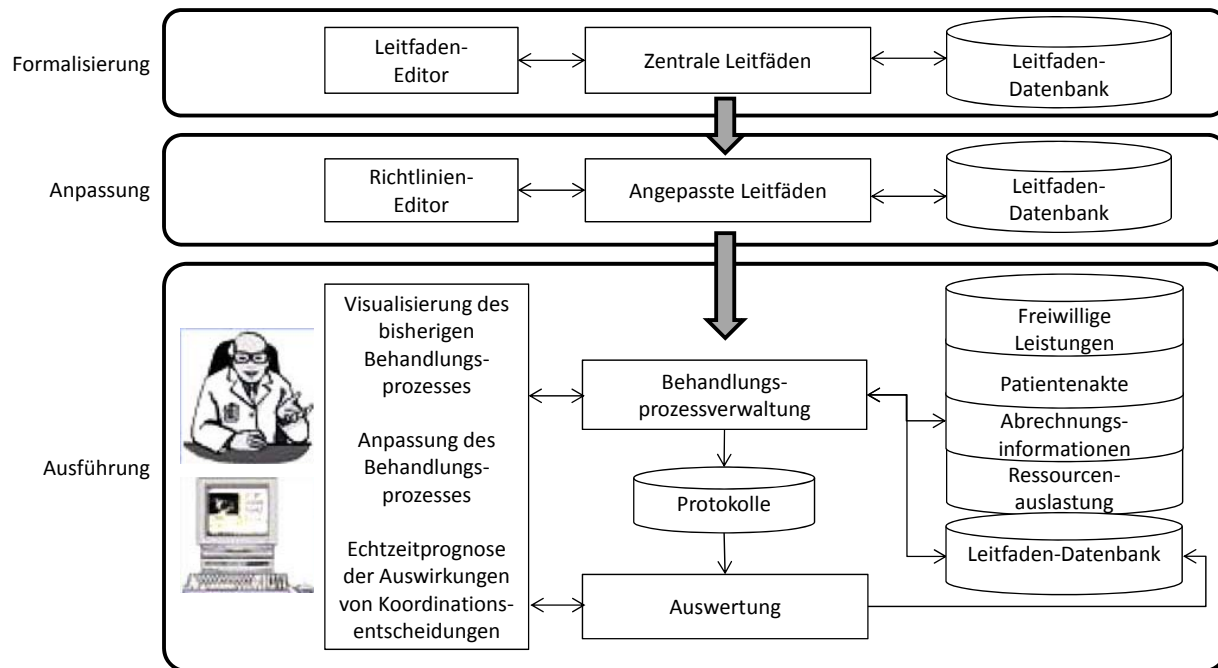 Formalisierung
Leitfaden-
Editor
Zentrale Leitfäden
Leitfaden-
Datenbank
Anpassung
Richtlinien-
Editor
Angepasste Leitfäden
Leitfaden-
Datenbank
Ausführung
Visualisierung des
bisherigen
Behandlungs-
prozesses
Anpassung des
Behandlungs-
prozesses
Echtzeitprognose
der Auswirkungen
von Koordinations-
entscheidungen
Behandlungs-
prozessverwaltung
Protokolle
Auswertung
Freiwillige
Leistungen
Patientenakte
Abrechnungs-
informationen
Ressourcen-
auslastung
Leitfaden-Datenbank